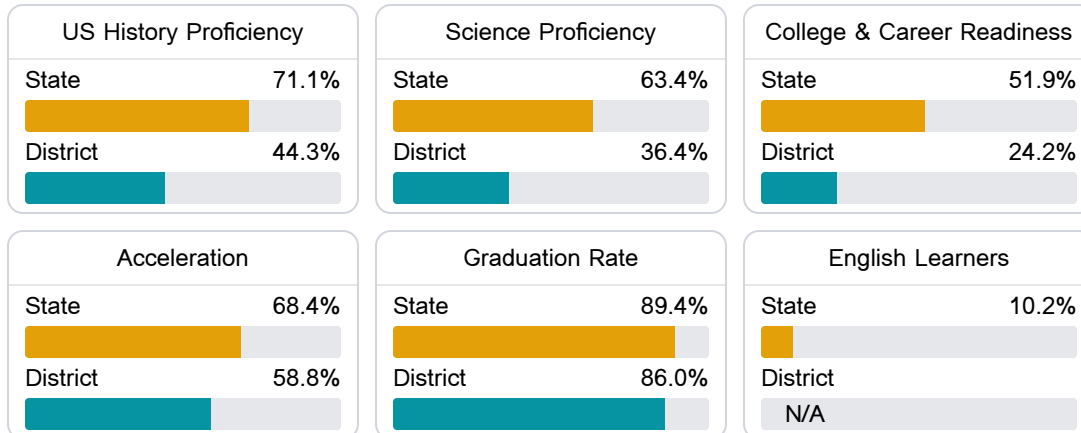 US History Proficiency
State 71.1%
District 44.3%
Science Proficiency
State 63.4%
District 36.4%
College & Career Readiness
State 51.9%
District 24.2%
Acceleration
State 68.4%
District 58.8%
Graduation Rate
State 89.4%
District 86.0%
English Learners
State 10.2%
District
N/A